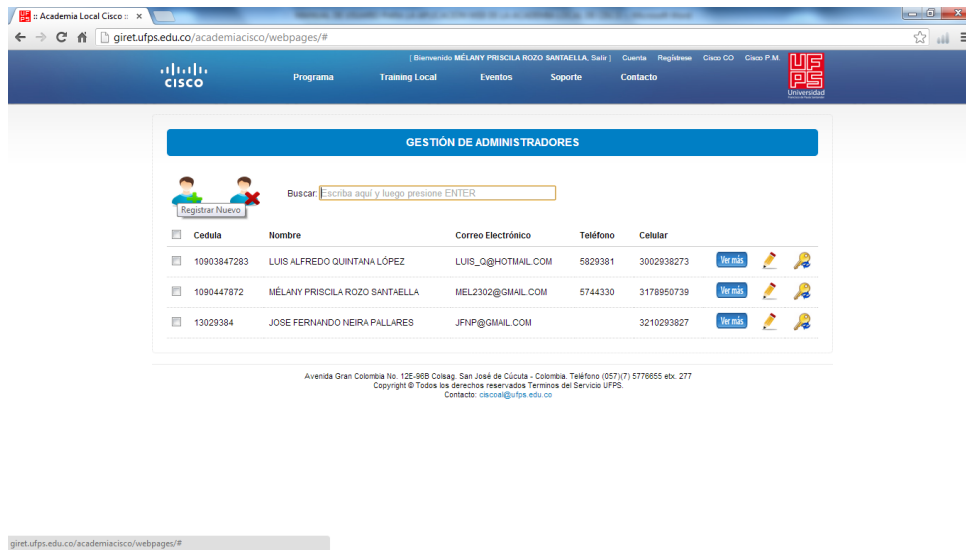 :: Academia Local Cisco ::
giret.ufps.edu.co/academiacisco/webpages/#
[ Bienvenido MÉLANY PRISCILA ROZO SANTAELLA, Salir ] Cuenta Regístrese Cisco CO Cisco P.M.
CISCO
Programa Training Local Eventos Soporte Contacto
UFPS
Universidad
GESTIÓN DE ADMINISTRADORES
Buscar: Escriba aquí y luego presione ENTER
Registrar Nuevo
Cedula Nombre Correo Electrónico Teléfono Celular
10903847283 LUIS ALFREDO QUINTANA LÓPEZ LUIS_Q@HOTMAIL.COM 5829381 3002938273 Ver más
1090447872 MÉLANY PRISCILA ROZO SANTAELLA MEL2302@GMAIL.COM 5744330 3178950739 Ver más
13029384 JOSE FERNANDO NEIRA PALLARES JFNP@GMAIL.COM 3210293827 Ver más
Avenida Gran Colombia No. 12E-96B Colsag. San José de Cúcuta - Colombia. Teléfono (057)(7) 5776655 etx. 277
Copyright © Todos los derechos reservados Terminos del Servicio UFPS.
Contacto: ciscoal@ufps.edu.co
giret.ufps.edu.co/academiacisco/webpages/#